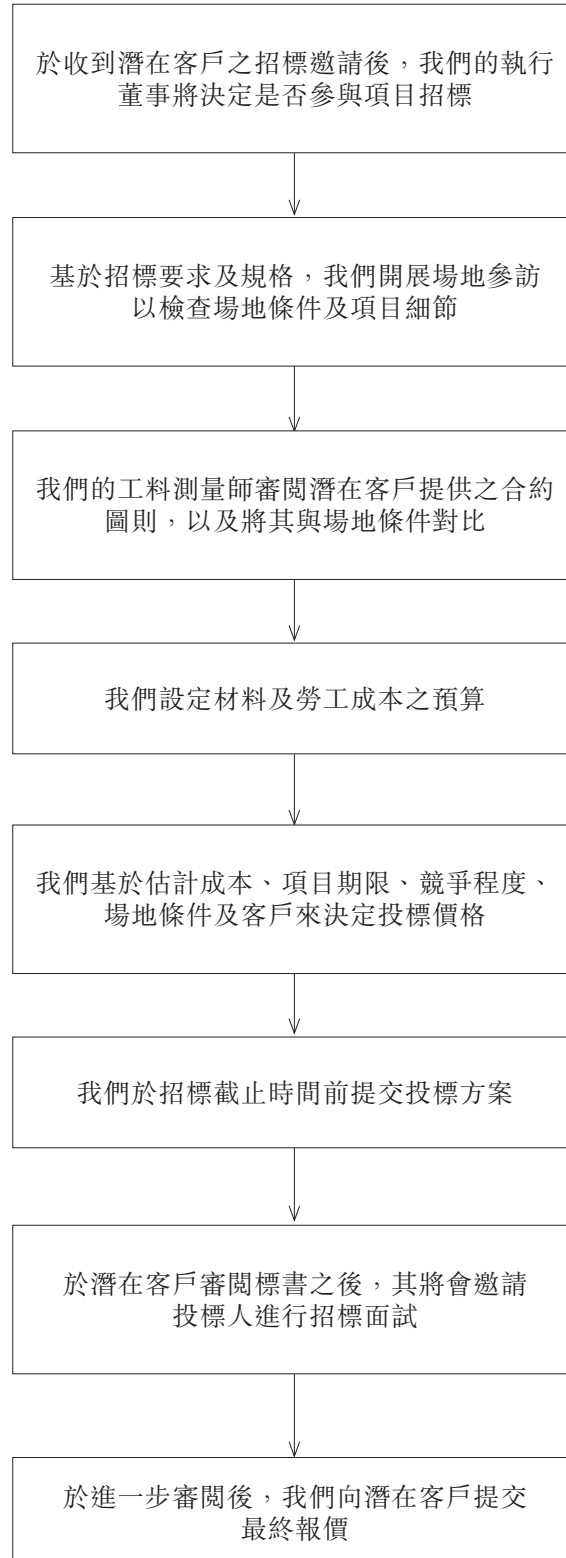 於收到潛在客戶之招標邀請後，我們的執行
董事將決定是否參與項目招標
基於招標要求及規格，我們開展場地參訪
以檢查場地條件及項目細節
我們的工料測量師審閱潛在客戶提供之合約
圖則，以及將其與場地條件對比
我們設定材料及勞工成本之預算
我們基於估計成本、項目期限、競爭程度、
場地條件及客戶來決定投標價格
我們於招標截止時間前提交投標方案
於潛在客戶審閱標書之後，其將會邀請
投標人進行招標面試
於進一步審閱後，我們向潛在客戶提交
最終報價